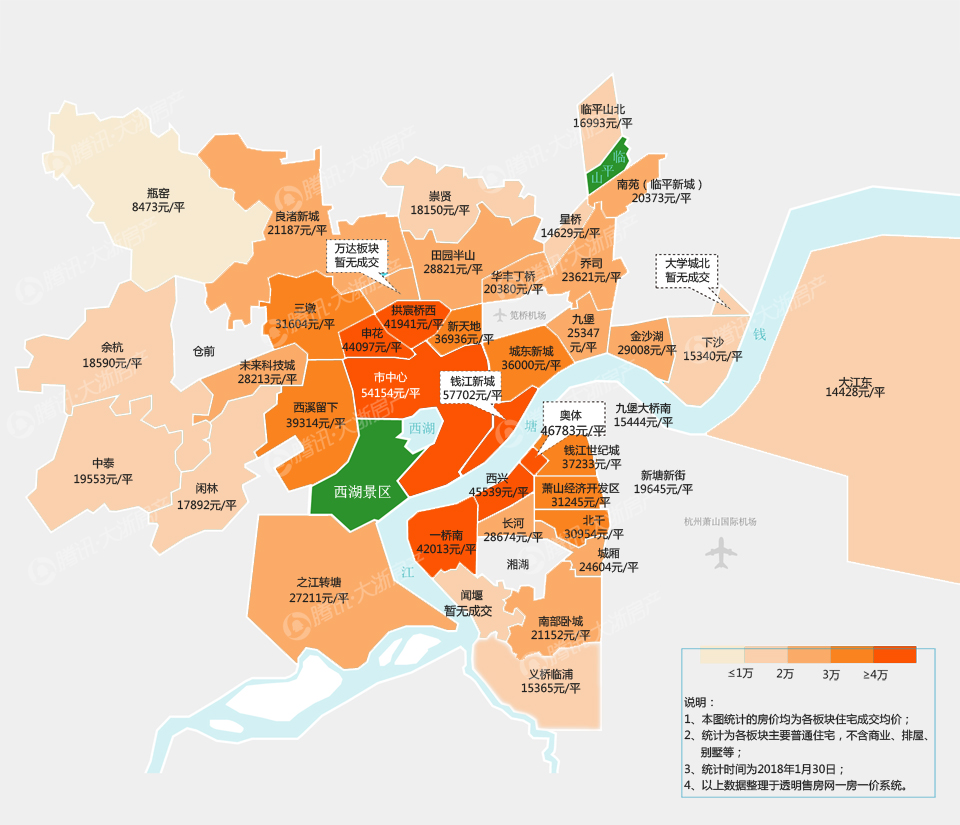 临平山北
16993元/平
临
平
山
南苑（临平新城）
20373元/平
瓶窑
8473元/平
崇贤
18150元/平
良渚新城
21187元/平
星桥
14629元/平
万达板块
暂无成交
田园半山
28821元/平
乔司
23621元/平
大学城北
暂无成交
华丰丁桥
20380元/平
三墩
31604元/平
拱宸桥西
41941元/平
笕桥机场
新天地
36936元/平
申花
44097元/平
九堡
25347
元/平
金沙湖
29008元/平
下沙
15340元/平
钱
余杭
18590元/平
仓前
未来科技城
28213元/平
城东新城
36000元/平
市中心
54154元/平
钱江新城
57702元/平
大江东
14428元/平
西溪留下
39314元/平
西湖
塘
奥体
46783元/平
九堡大桥南
15444元/平
中泰
19553元/平
钱江世纪城
37233元/平
闲林
17892元/平
西湖景区
西兴
45539元/平
萧山经济开发区
31245元/平
新塘新街
19645元/平
一桥南
42013元/平
长河
28674元/平
北干
30954元/平
杭州萧山国际机场
城厢
24604元/平
湘湖
江
之江转塘
27211元/平
闻堰
暂无成交
南部卧城
21152元/平
义桥临浦
15365元/平
≤1万 2万 3万 ≥4万
说明：
1、本图统计的房价均为各板块住宅成交均价；
2、统计为各板块主要普通住宅，不含商业、排屋、
别墅等；
3、统计时间为2018年1月30日；
4、以上数据整理于透明售房网一房一价系统。
腾讯·大浙房产